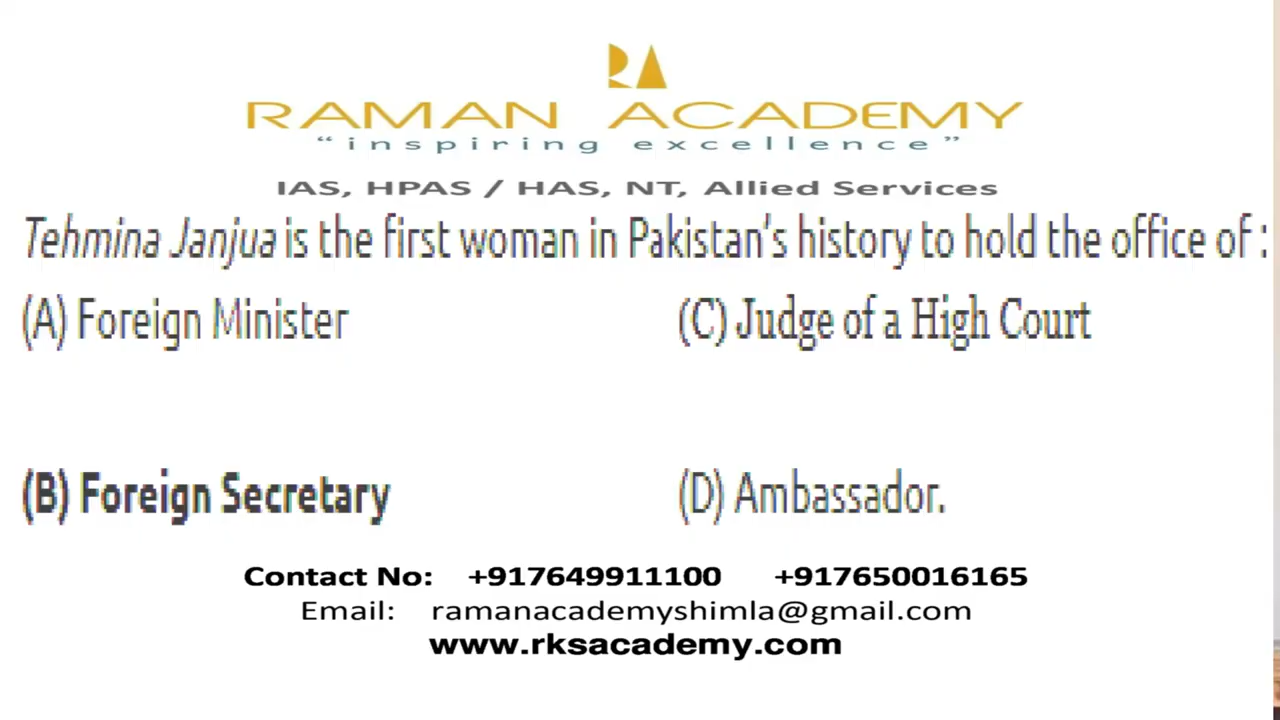 RA
RAMAN ACADEMY
“inspiring excellence”
IAS, HPAS / HAS, NT, Allied Services
Tehmina Janjua is the first woman in Pakistan’s history to hold the office of :
(A) Foreign Minister (C) Judge of a High Court
(B) Foreign Secretary (D) Ambassador.
Contact No: +917649911100 +917650016165
Email: ramanacademyshimla@gmail.com
www.rksacademy.com